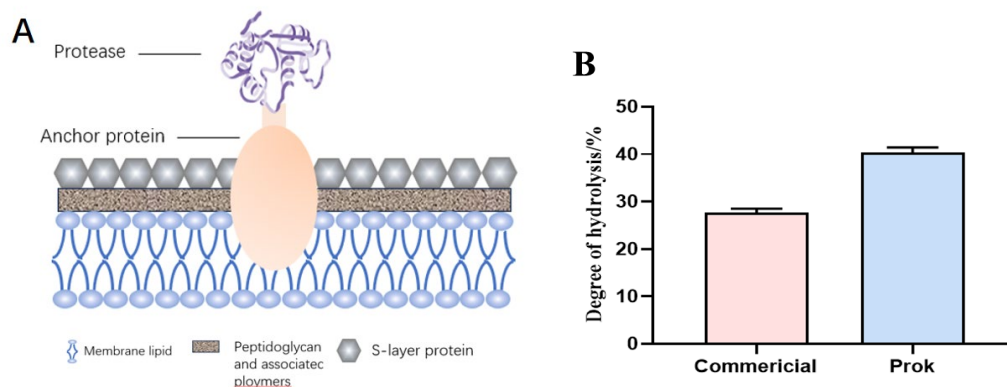 A
Protease
Anchor protein
Membrane lipid
Peptidoglycan
and associatec
ploymers
S-layer protein
B
Degree of hydrolysis/%
50
40
30
20
10
0
Commericial
Prok